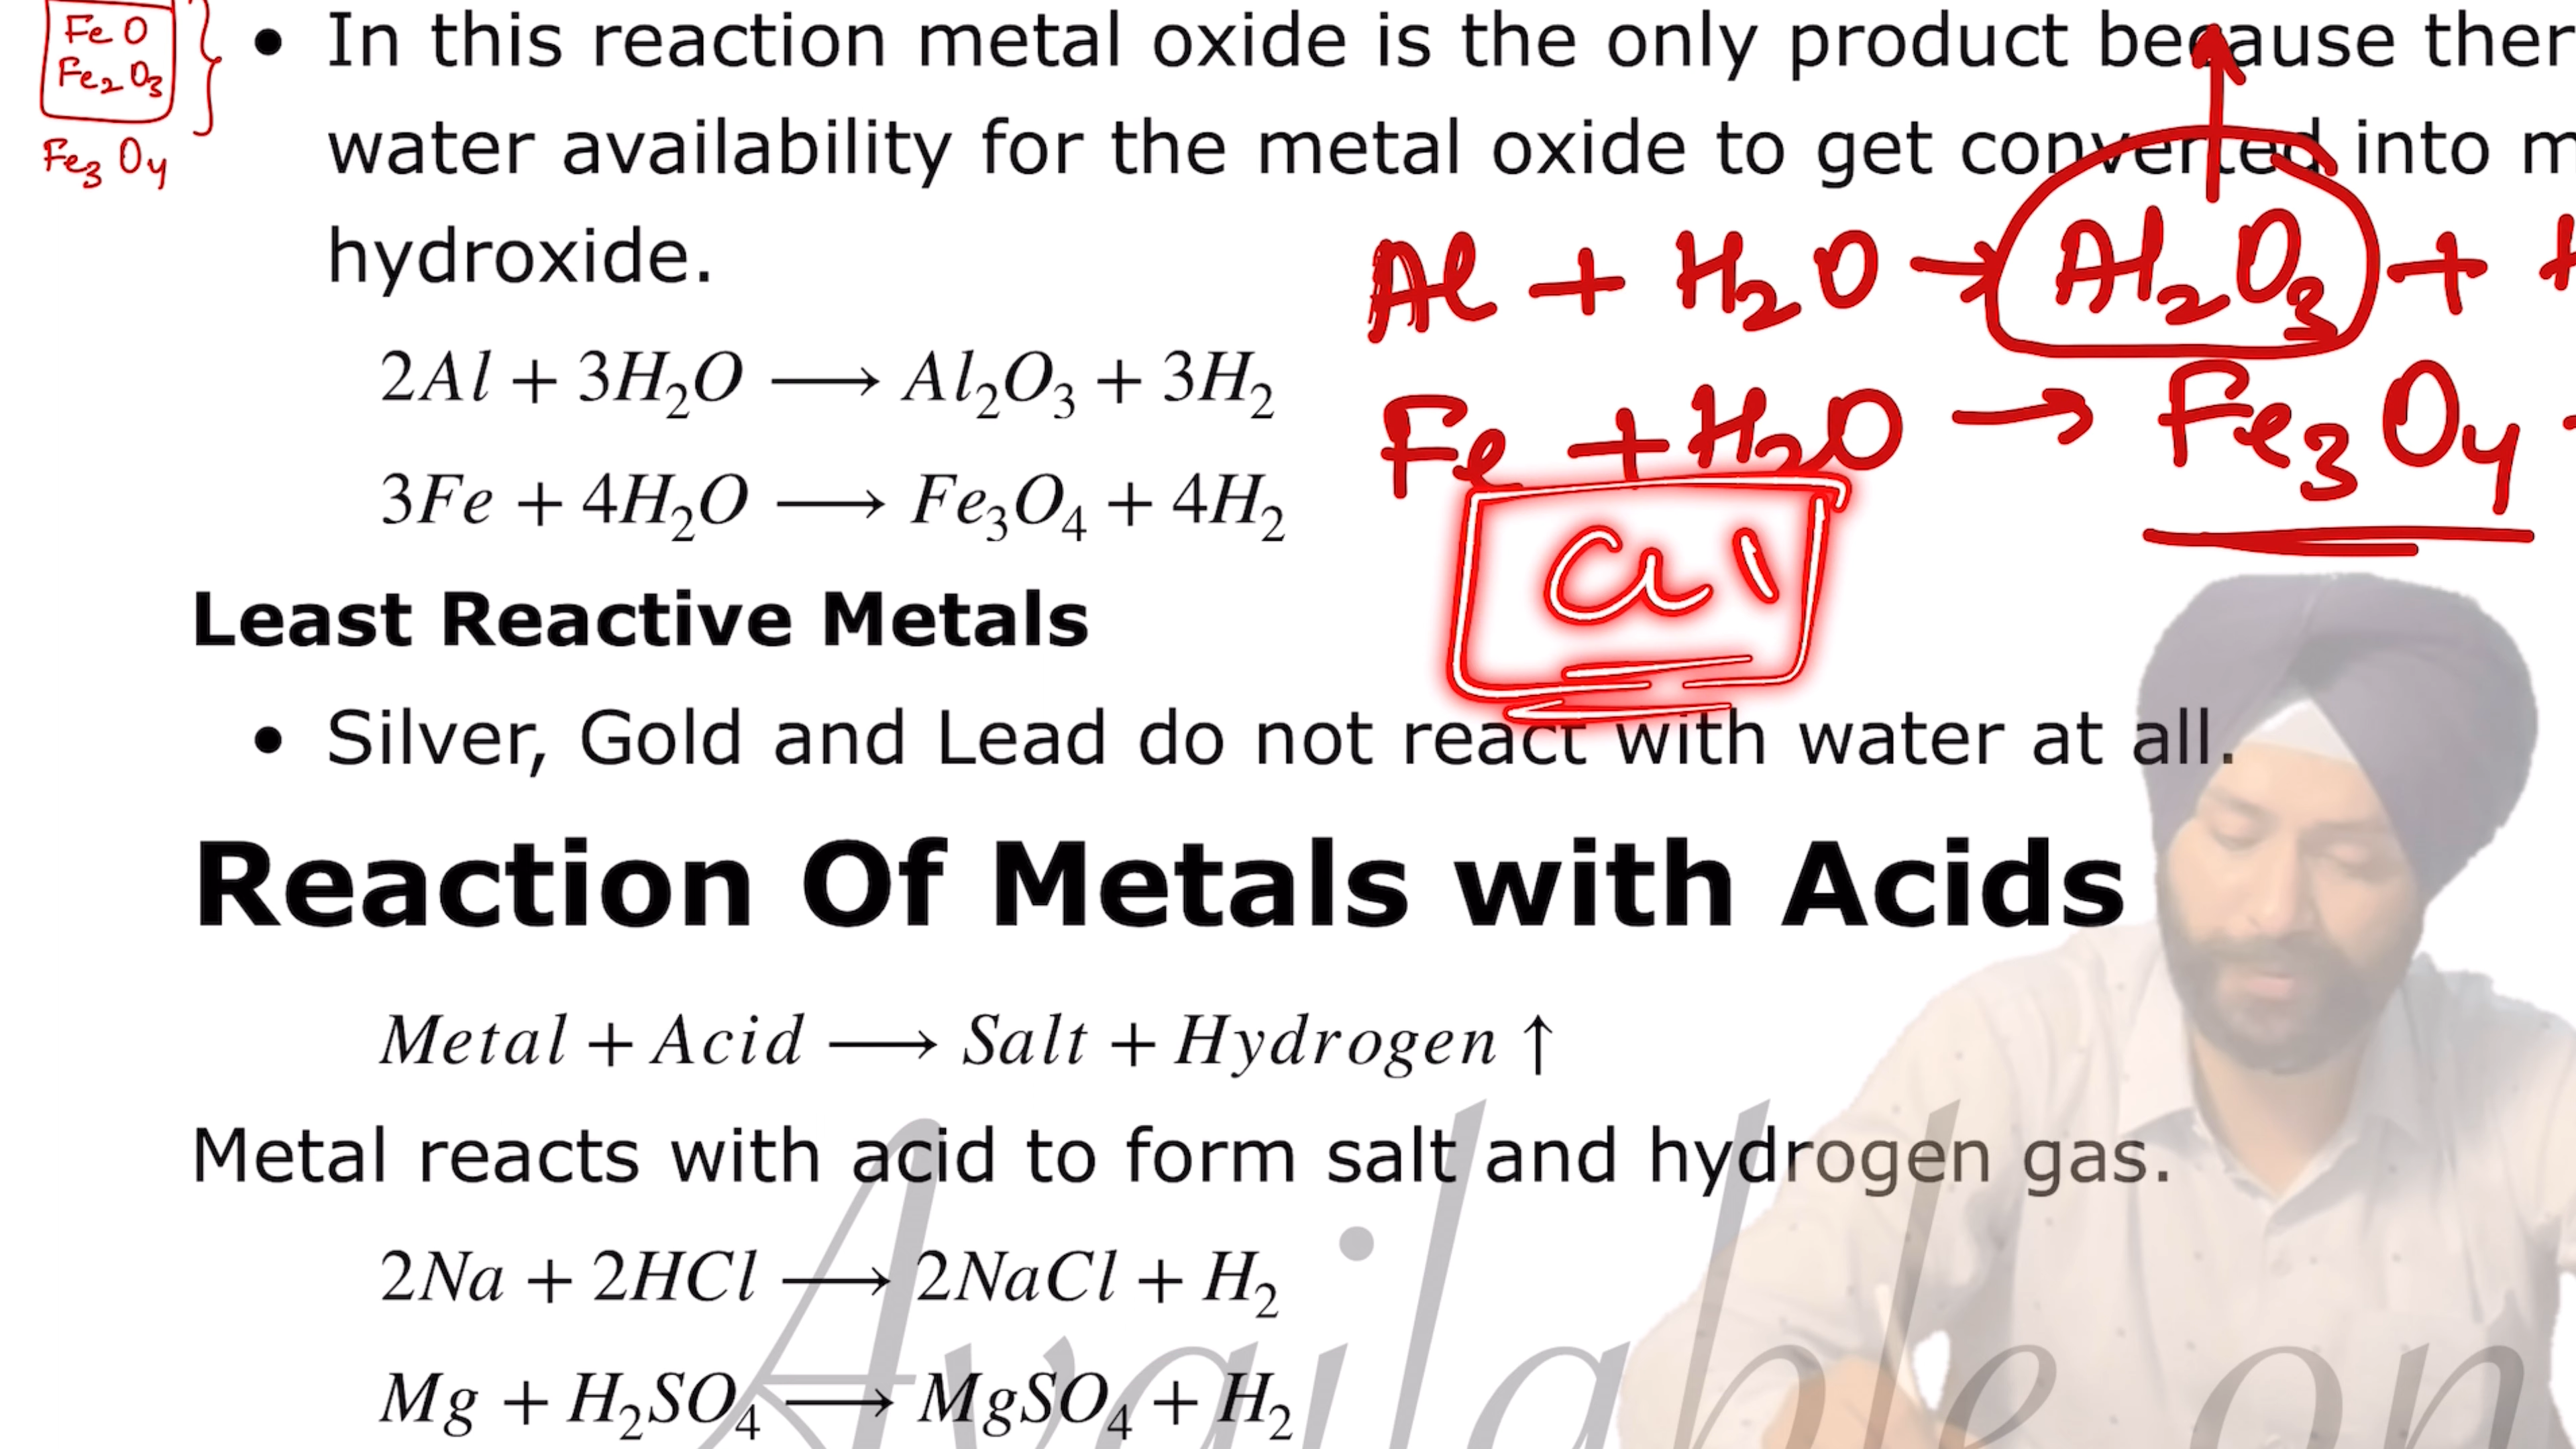 Fe O
Fe2 O3
Fe3 O4
• In this reaction metal oxide is the only product because ther
water availability for the metal oxide to get converted into m
hydroxide.
Al + H2O → Al2O3 +
2Al + 3H2O ⟶ Al2O3 + 3H2
Fe + H2O → Fe3O4
3Fe + 4H2O ⟶ Fe3O4 + 4H2
Least Reactive Metals
• Silver, Gold and Lead do not react with water at all.
Reaction Of Metals with Acids
Metal + Acid ⟶ Salt + Hydrogen ↑
Metal reacts with acid to form salt and hydrogen gas.
2Na + 2HCl ⟶ 2NaCl + H2
Mg + H2SO4 ⟶ MgSO4 + H2
Available on